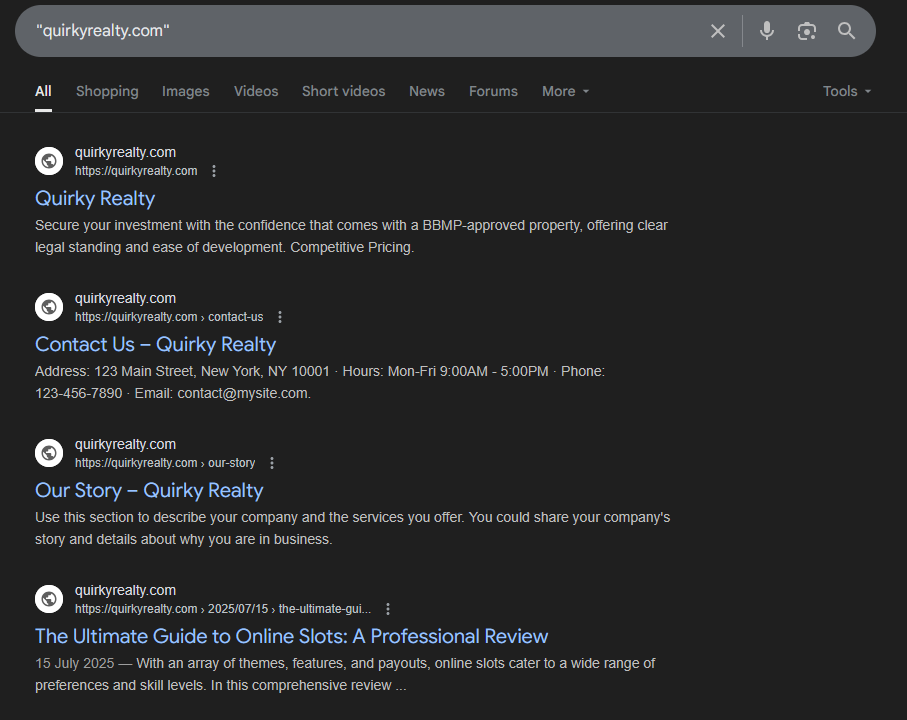 "quirkyrealty.com"
All Shopping Images Videos Short videos News Forums More Tools
quirkyrealty.com
https://quirkyrealty.com
Quirky Realty
Secure your investment with the confidence that comes with a BBMP-approved property, offering clear
legal standing and ease of development. Competitive Pricing.
quirkyrealty.com
https://quirkyrealty.com › contact-us
Contact Us – Quirky Realty
Address: 123 Main Street, New York, NY 10001 · Hours: Mon-Fri 9:00AM - 5:00PM · Phone:
123-456-7890 · Email: contact@mysite.com.
quirkyrealty.com
https://quirkyrealty.com › our-story
Our Story – Quirky Realty
Use this section to describe your company and the services you offer. You could share your company's
story and details about why you are in business.
quirkyrealty.com
https://quirkyrealty.com › 2025/07/15 › the-ultimate-gui...
The Ultimate Guide to Online Slots: A Professional Review
15 July 2025 — With an array of themes, features, and payouts, online slots cater to a wide range of
preferences and skill levels. In this comprehensive review ...